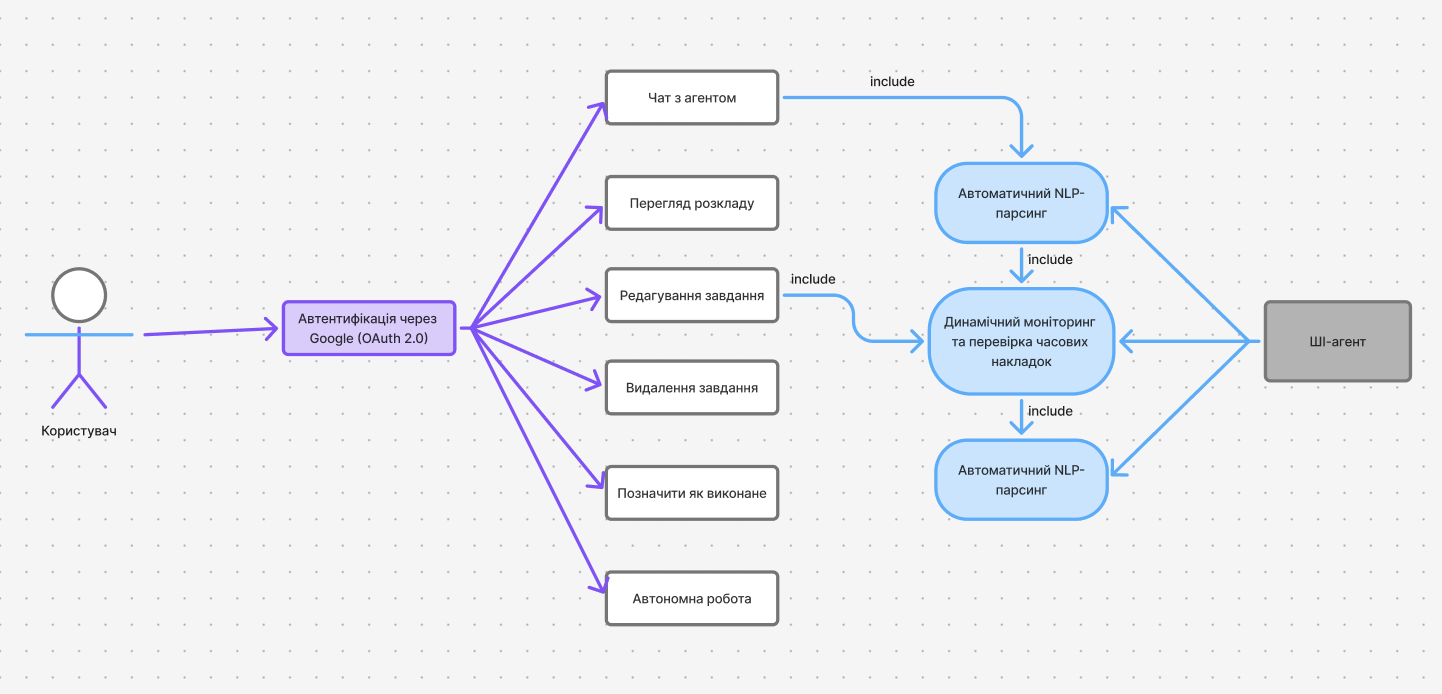 include
Чат з агентом
Автоматичний NLP-
парсинг
Перегляд розкладу
include
include
Редагування завдання
Автентифікація через
Google (OAuth 2.0)
Динамічний моніторинг
та перевірка часових
накладок
ШІ-агент
Видалення завдання
include
Користувач
Автоматичний NLP-
парсинг
Позначити як виконане
Автономна робота